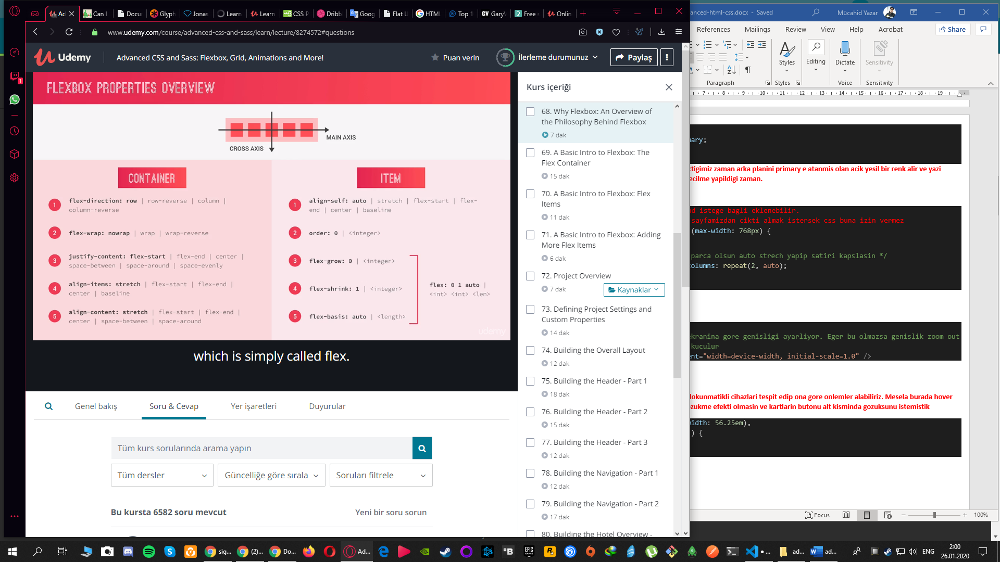 Ad
Can I
Docu
Glyph
Jonas
Learn
Learn
CSS P
Dribb
Goog
Flat U
HTML
Top 1
GV Gary
Free s
Onlin
www.udemy.com/course/advanced-css-and-sass/learn/lecture/8274572#questions
Udemy
Advanced CSS and Sass: Flexbox, Grid, Animations and More!
Puan verin
İlerleme durumunuz
Paylaş
FLEXBOX PROPERTIES OVERVIEW
MAIN AXIS
CROSS AXIS
CONTAINER
1 flex-direction: row | row-reverse | column |
column-reverse
2 flex-wrap: nowrap | wrap | wrap-reverse
3 justify-content: flex-start | flex-end | center |
space-between | space-around | space-evenly
4 align-items: stretch | flex-start | flex-end |
center | baseline
5 align-content: stretch | flex-start | flex-end |
center | space-between | space-around
ITEM
1 align-self: auto | stretch | flex-start | flex-
end | center | baseline
2 order: 0 | <integer>
3 flex-grow: 0 | <integer>
4 flex-shrink: 1 | <integer>
5 flex-basis: auto | <length>
flex: 0 1 auto |
<int> <int> <len>
udemy
which is simply called flex.
Genel bakış
Soru & Cevap
Yer işaretleri
Duyurular
Tüm kurs sorularında arama yapın
Tüm dersler
Güncelliğe göre sırala
Soruları filtrele
Bu kursta 6582 soru mevcut
Yeni bir soru sorun
Kurs içeriği
68. Why Flexbox: An Overview of
the Philosophy Behind Flexbox
7 dak
69. A Basic Intro to Flexbox: The
Flex Container
15 dak
70. A Basic Intro to Flexbox: Flex
Items
11 dak
71. A Basic Intro to Flexbox: Adding
More Flex Items
6 dak
72. Project Overview
7 dak
Kaynaklar
73. Defining Project Settings and
Custom Properties
14 dak
74. Building the Overall Layout
12 dak
75. Building the Header - Part 1
18 dak
76. Building the Header - Part 2
15 dak
77. Building the Header - Part 3
12 dak
78. Building the Navigation - Part 1
12 dak
79. Building the Navigation - Part 2
17 dak
80. Building the Hotel Overview -
anced-html-css.docx - Saved
Mücahid Yazar
References
Mailings
Review
View
Help
Acrobat
Share
Styles
Editing
Dictate
Sensitivity
Paragraph
Styles
Voice
Sensitivity
7 8 9 10 11 12 13 14 15 16 17 18 19
ary;
ctigimiz zaman arka planini primary e atanmis olan acik yesil bir renk alir ve yazi
ecilme yapildigi zaman.
nd istege bagli eklenebilir.
sayfamizdan cikti almak istersek css buna izin vermez
(max-width: 768px) {
parca olsun auto strech yapip satiri kapslasin */
olumns: repeat(2, auto);
ekranina gore genisligi ayarliyor. Eger bu olmazsa genislik zoom out
kuculur
nt="width=device-width, initial-scale=1.0" />
lokunmatikli cihazlari tespit edip ona gore onlemler alabiliriz. Mesela burada hover
zukme efekti olmasin ve kartlarin butonu alt kisminda gozuksunu istemistik
width: 56.25em),
) {
Focus
100%
sig...
(2)...
Do...
Ad...
EPIC GAMES
ad...
ad...
ENG
2:00
26.01.2020